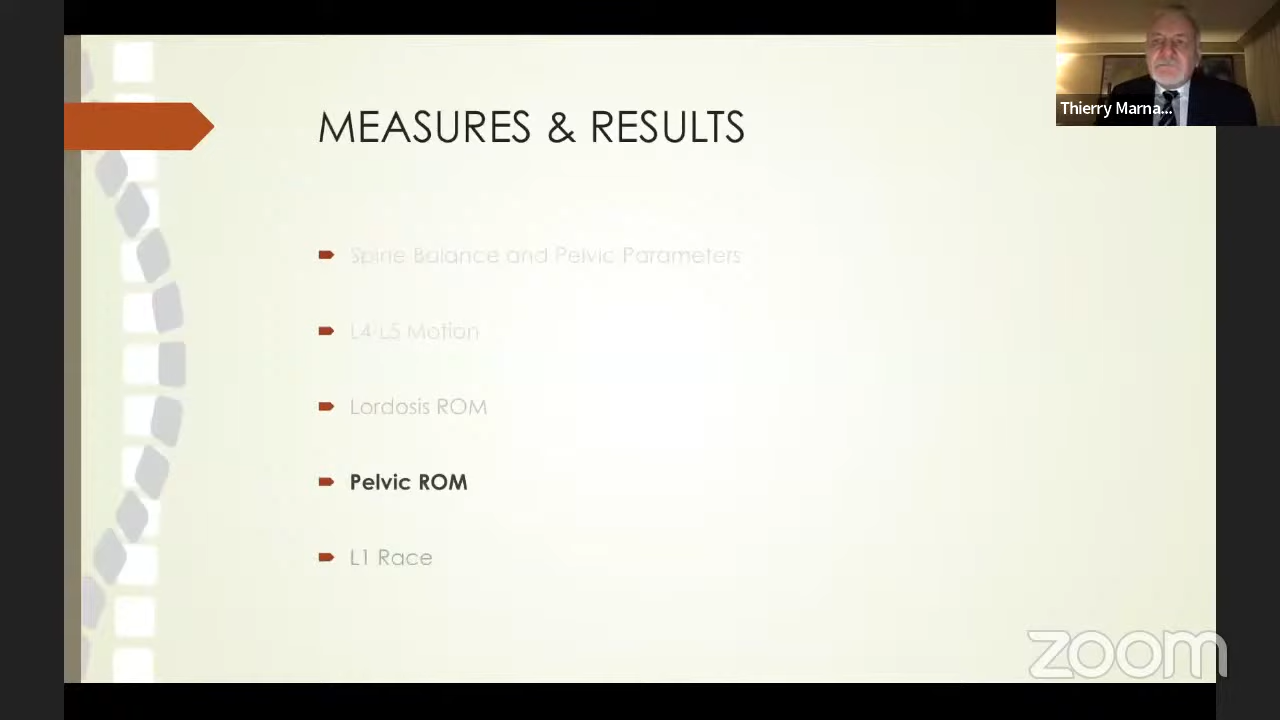 MEASURES & RESULTS
Thierry Marna...
Spine Balance and Pelvic Parameters
L4-L5 Motion
Lordosis ROM
Pelvic ROM
L1 Race
zoom